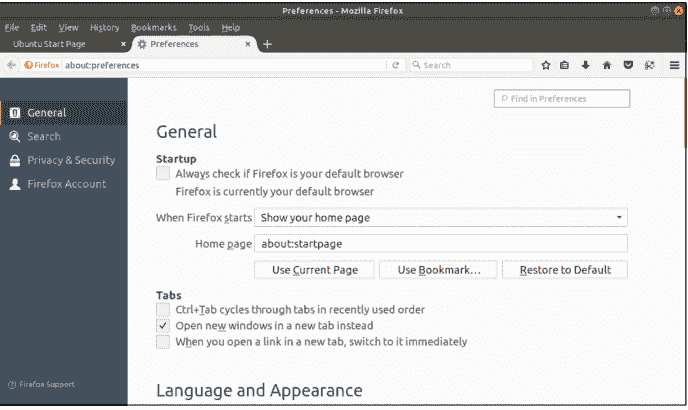 Preferences - Mozilla Firefox
File Edit View History Bookmarks Tools Help
Ubuntu Start Page × Preferences × +
Firefox about:preferences Search
Find in Preferences
General
Search
Privacy & Security
Firefox Account
General
Startup
Always check if Firefox is your default browser
Firefox is currently your default browser
When Firefox starts Show your home page
Home page about:startpage
Use Current Page Use Bookmark... Restore to Default
Tabs
Ctrl+Tab cycles through tabs in recently used order
Open new windows in a new tab instead
When you open a link in a new tab, switch to it immediately
Firefox Support
Language and Appearance